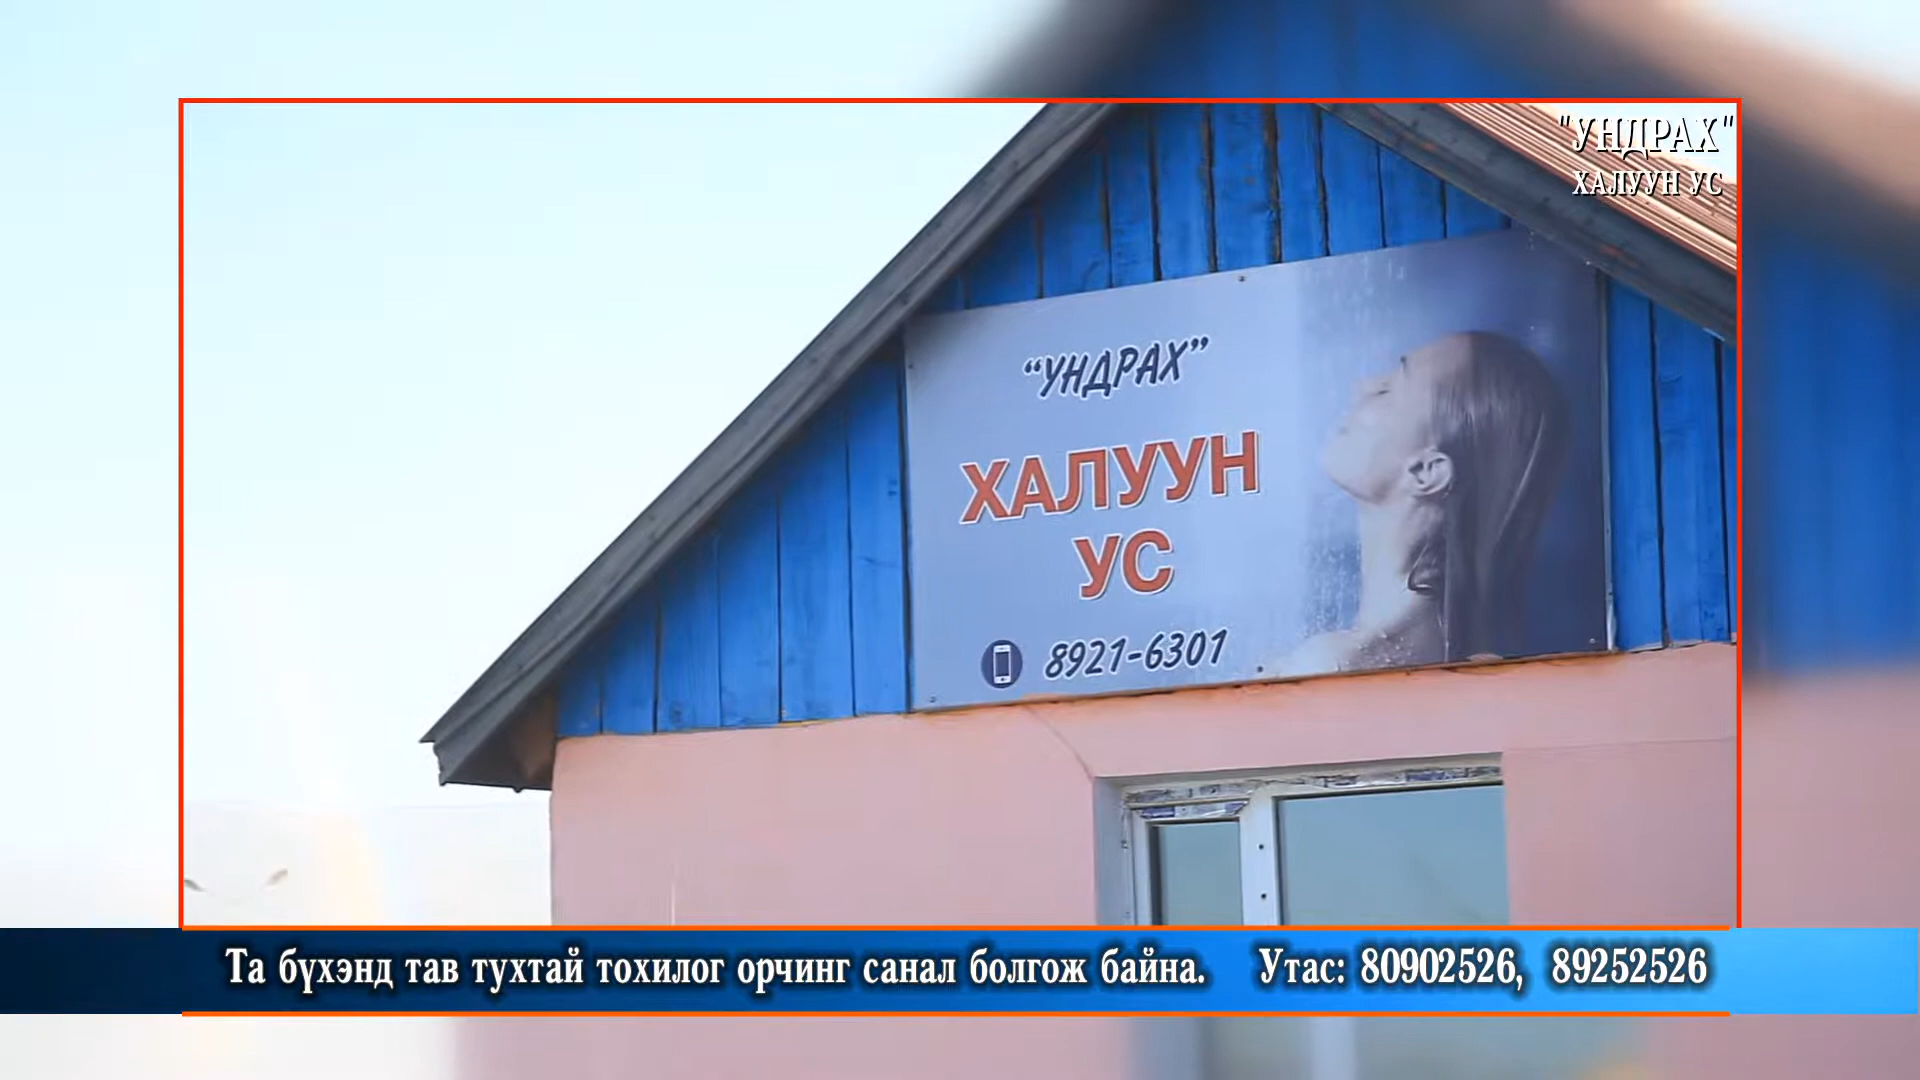 "УНДРАХ"
ХАЛУУН УС
“УНДРАХ”
ХАЛУУН
УС
8921-6301
Та бүхэнд тав тухтай тохилог орчинг санал болгож байна. Утас: 80902526, 89252526